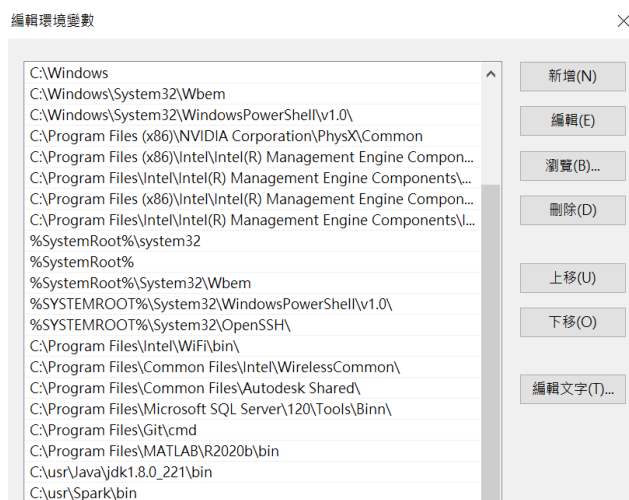 編輯環境變數
C:\Windows
C:\Windows\System32\Wbem
C:\Windows\System32\WindowsPowerShell\v1.0\
C:\Program Files (x86)\NVIDIA Corporation\PhysX\Common
C:\Program Files (x86)\Intel\Intel(R) Management Engine Compon...
C:\Program Files\Intel\Intel(R) Management Engine Components\...
C:\Program Files (x86)\Intel\Intel(R) Management Engine Compon...
C:\Program Files\Intel\Intel(R) Management Engine Components\I...
%SystemRoot%\system32
%SystemRoot%
%SystemRoot%\System32\Wbem
%SYSTEMROOT%\System32\WindowsPowerShell\v1.0\
%SYSTEMROOT%\System32\OpenSSH\
C:\Program Files\Intel\WiFi\bin\
C:\Program Files\Common Files\Intel\WirelessCommon\
C:\Program Files\Common Files\Autodesk Shared\
C:\Program Files\Microsoft SQL Server\120\Tools\Binn\
C:\Program Files\Git\cmd
C:\Program Files\MATLAB\R2020b\bin
C:\usr\Java\jdk1.8.0_221\bin
C:\usr\Spark\bin
新增(N)
編輯(E)
瀏覽(B)...
刪除(D)
上移(U)
下移(O)
編輯文字(T)...